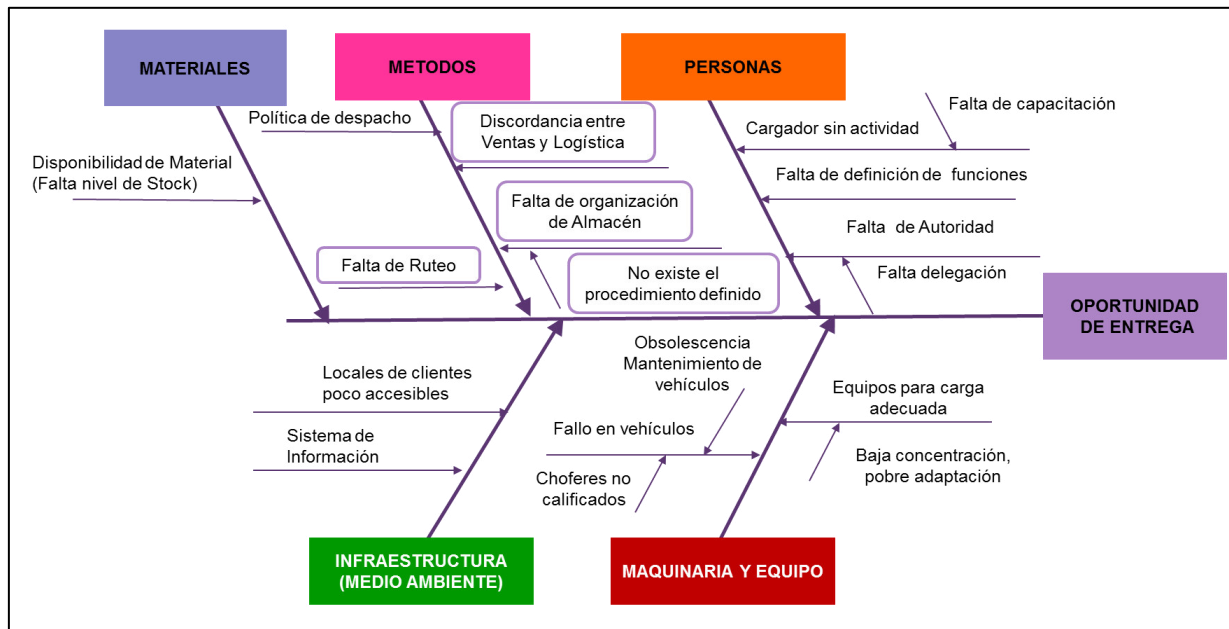 MATERIALES
METODOS
PERSONAS
Política de despacho
Discordancia entre
Ventas y Logística
Falta de capacitación
Cargador sin actividad
Disponibilidad de Material
(Falta nivel de Stock)
Falta de definición de funciones
Falta de organización
de Almacén
Falta de Autoridad
Falta de Ruteo
No existe el
procedimiento definido
Falta delegación
OPORTUNIDAD
DE ENTREGA
Obsolescencia
Mantenimiento de
vehículos
Locales de clientes
poco accesibles
Equipos para carga
adecuada
Sistema de
Información
Fallo en vehículos
Baja concentración,
pobre adaptación
Choferes no
calificados
INFRAESTRUCTURA
(MEDIO AMBIENTE)
MAQUINARIA Y EQUIPO